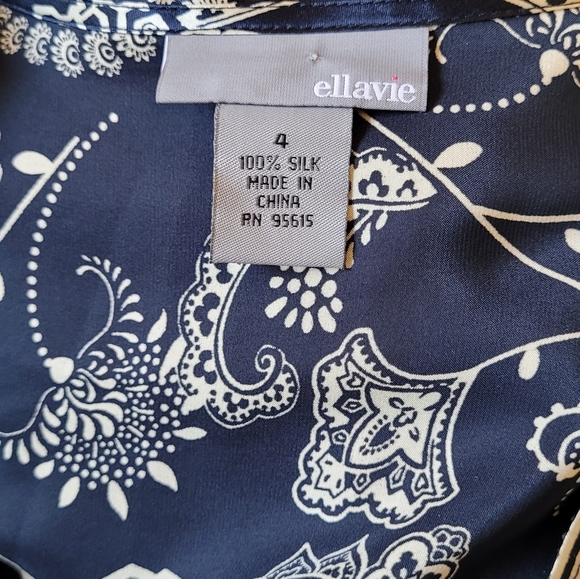 ellavie
4
100% SILK
MADE IN
CHINA
RN 95615